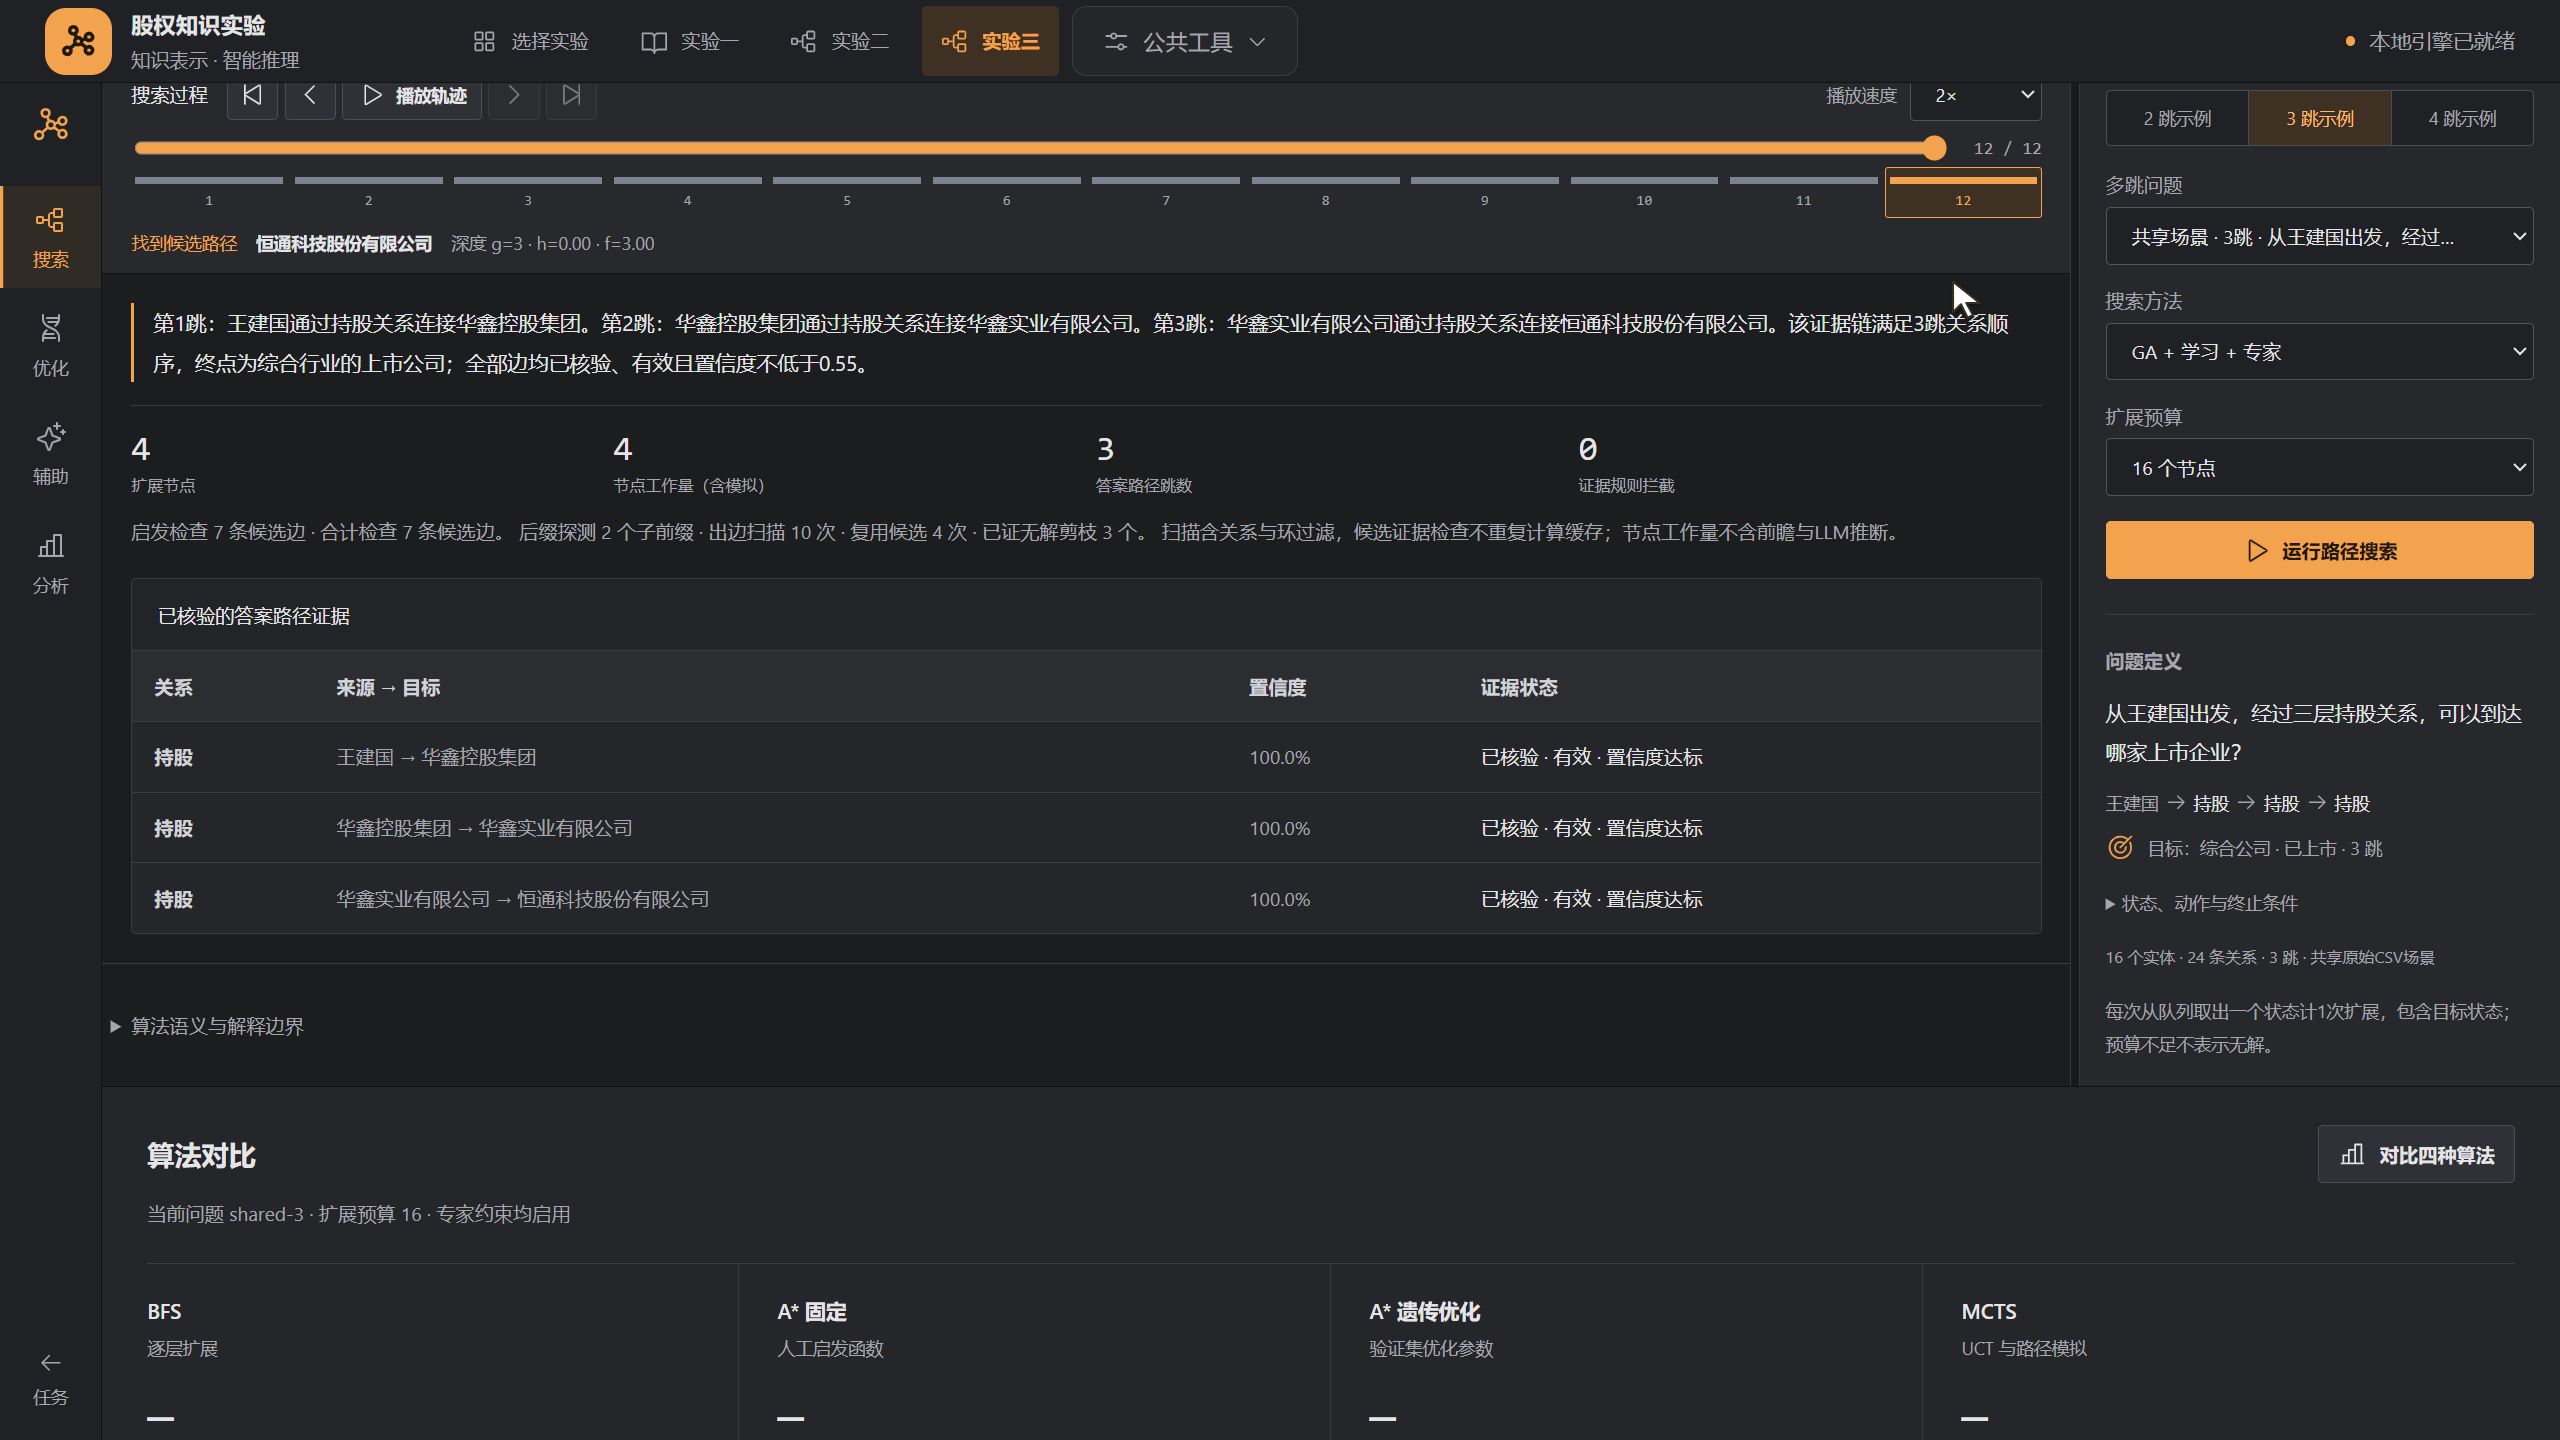 股权知识实验
知识表示 · 智能推理
选择实验
实验一
实验二
实验三
公共工具
本地引擎已就绪
搜索
优化
辅助
分析
任务
搜索过程
播放轨迹
播放速度
2×
12 / 12
1 2 3 4 5 6 7 8 9 10 11 12
找到候选路径 恒通科技股份有限公司 深度 g=3 · h=0.00 · f=3.00
第1跳：王建国通过持股关系连接华鑫控股集团。第2跳：华鑫控股集团通过持股关系连接华鑫实业有限公司。第3跳：华鑫实业有限公司通过持股关系连接恒通科技股份有限公司。该证据链满足3跳关系顺
序，终点为综合行业的上市公司；全部边均已核验、有效且置信度不低于0.55。
4 4 3 0
扩展节点 节点工作量（含模拟） 答案路径跳数 证据规则拦截
启发检查 7 条候选边 · 合计检查 7 条候选边。 后缀探测 2 个子前缀 · 出边扫描 10 次 · 复用候选 4 次 · 已证无解剪枝 3 个。 扫描含关系与环过滤，候选证据检查不重复计算缓存；节点工作量不含前瞻与LLM推断。
已核验的答案路径证据
关系 来源 → 目标 置信度 证据状态
持股 王建国 → 华鑫控股集团 100.0% 已核验 · 有效 · 置信度达标
持股 华鑫控股集团 → 华鑫实业有限公司 100.0% 已核验 · 有效 · 置信度达标
持股 华鑫实业有限公司 → 恒通科技股份有限公司 100.0% 已核验 · 有效 · 置信度达标
▶ 算法语义与解释边界
2 跳示例 3 跳示例 4 跳示例
多跳问题
共享场景 · 3跳 · 从王建国出发，经过...
搜索方法
GA + 学习 + 专家
扩展预算
16 个节点
运行路径搜索
问题定义
从王建国出发，经过三层持股关系，可以到达
哪家上市企业？
王建国 → 持股 → 持股 → 持股
目标：综合公司 · 已上市 · 3 跳
▶ 状态、动作与终止条件
16 个实体 · 24 条关系 · 3 跳 · 共享原始CSV场景
每次从队列取出一个状态计1次扩展，包含目标状态；
预算不足不表示无解。
算法对比
对比四种算法
当前问题 shared-3 · 扩展预算 16 · 专家约束均启用
BFS A* 固定 A* 遗传优化 MCTS
逐层扩展 人工启发函数 验证集优化参数 UCT 与路径模拟
— — — —